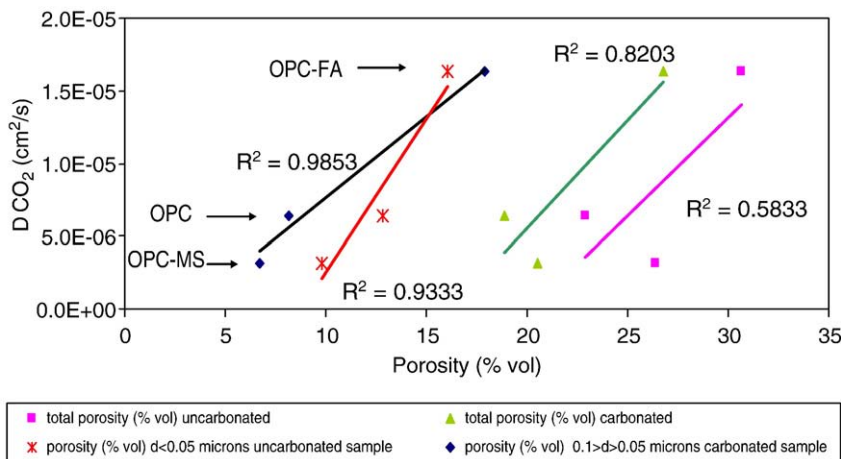 2.0E-05
1.5E-05
1.0E-05
5.0E-06
0.0E+00
D CO₂ (cm²/s)
OPC-FA
OPC
OPC-MS
R² = 0.9853
R² = 0.9333
R² = 0.8203
R² = 0.5833
0 5 10 15 20 25 30 35
Porosity (% vol)
total porosity (% vol) uncarbonated
total porosity (% vol) carbonated
porosity (% vol) d<0.05 microns uncarbonated sample
porosity (% vol) 0.1>d>0.05 microns carbonated sample